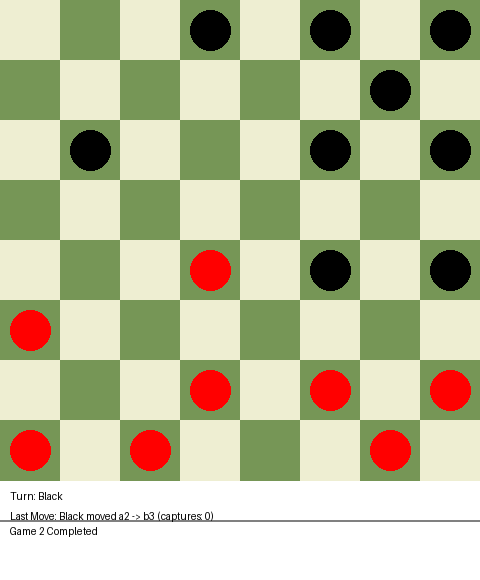 Turn: Black
Last Move: Black moved a2 -> b3 (captures: 0)
Game 2 Completed